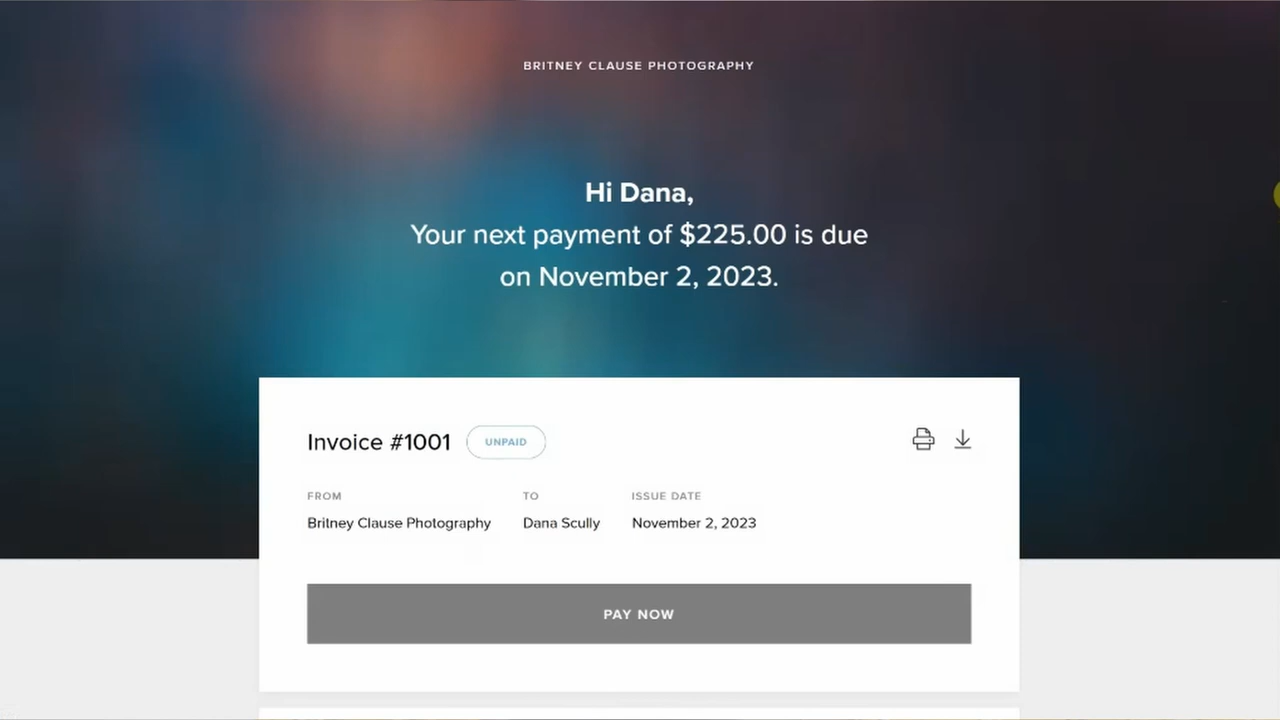 BRITNEY CLAUSE PHOTOGRAPHY
Hi Dana,
Your next payment of $225.00 is due
on November 2, 2023.
Invoice #1001 UNPAID
FROM TO ISSUE DATE
Britney Clause Photography Dana Scully November 2, 2023
PAY NOW